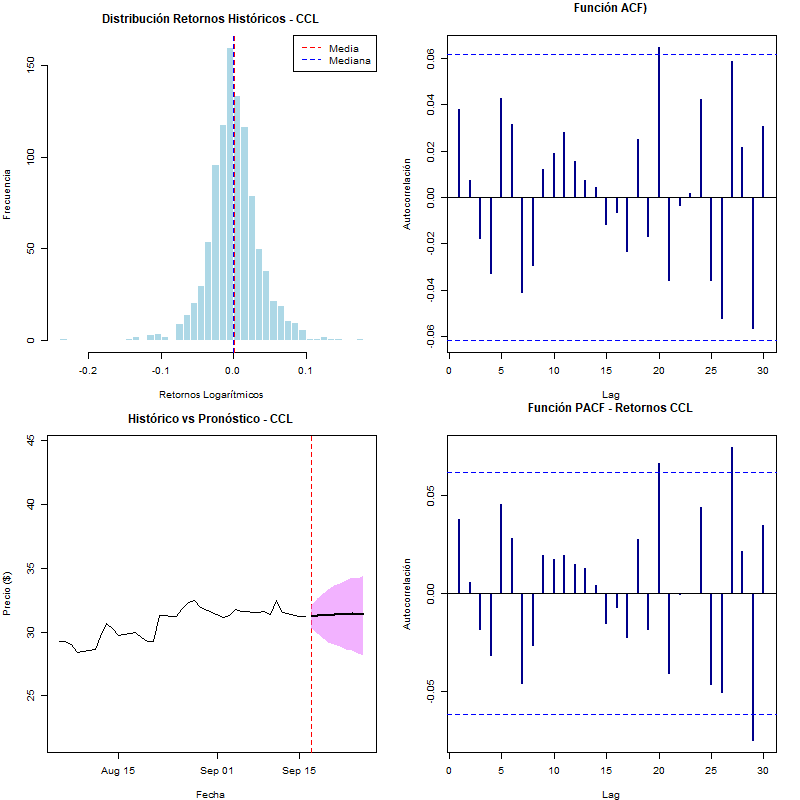 Distribución Retornos Históricos - CCL
Media
Mediana
Frecuencia
150
100
50
0
-0.2
-0.1
0.0
0.1
Retornos Logarítmicos
Función ACF)
Autocorrelación
0.06
0.04
0.02
0.00
-0.02
-0.04
-0.06
0
5
10
15
20
25
30
Lag
Histórico vs Pronóstico - CCL
Precio ($)
45
40
35
30
25
Aug 15
Sep 01
Sep 15
Fecha
Función PACF - Retornos CCL
Autocorrelación
0.05
0.00
-0.05
0
5
10
15
20
25
30
Lag